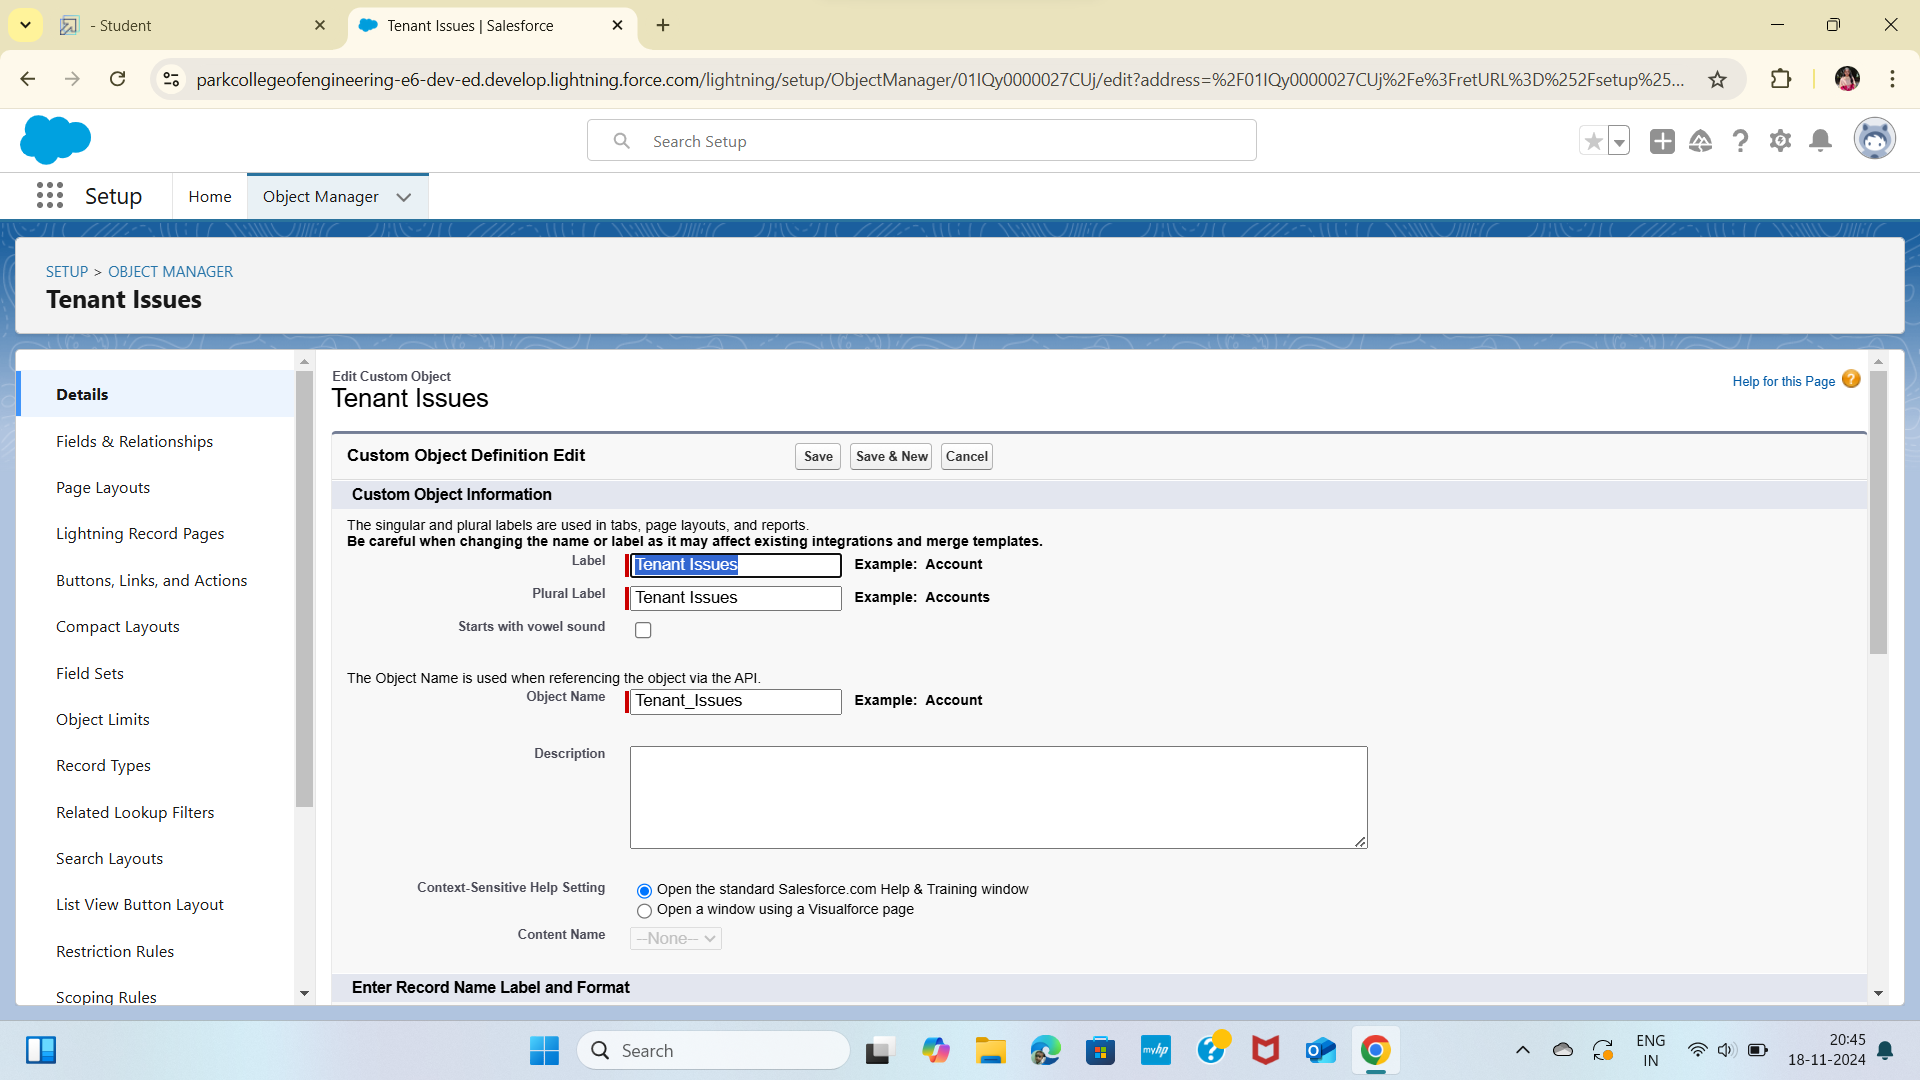 - Student
Tenant Issues | Salesforce
parkcollegeofengineering-e6-dev-ed.develop.lightning.force.com/lightning/setup/ObjectManager/01IQy0000027CUj/edit?address=%2F01IQy0000027CUj%2Fe%3FretURL%3D%252Fsetup%25...
Search Setup
Setup
Home
Object Manager
SETUP > OBJECT MANAGER
Tenant Issues
Details
Fields & Relationships
Page Layouts
Lightning Record Pages
Buttons, Links, and Actions
Compact Layouts
Field Sets
Object Limits
Record Types
Related Lookup Filters
Search Layouts
List View Button Layout
Restriction Rules
Scoping Rules
Edit Custom Object
Tenant Issues
Help for this Page ?
Custom Object Definition Edit
Save
Save & New
Cancel
Custom Object Information
The singular and plural labels are used in tabs, page layouts, and reports.
Be careful when changing the name or label as it may affect existing integrations and merge templates.
Label Tenant Issues Example: Account
Plural Label Tenant Issues Example: Accounts
Starts with vowel sound
The Object Name is used when referencing the object via the API.
Object Name Tenant_Issues Example: Account
Description
Context-Sensitive Help Setting Open the standard Salesforce.com Help & Training window
Open a window using a Visualforce page
Content Name --None--
Enter Record Name Label and Format
Search
myhp
ENG
IN
20:45
18-11-2024